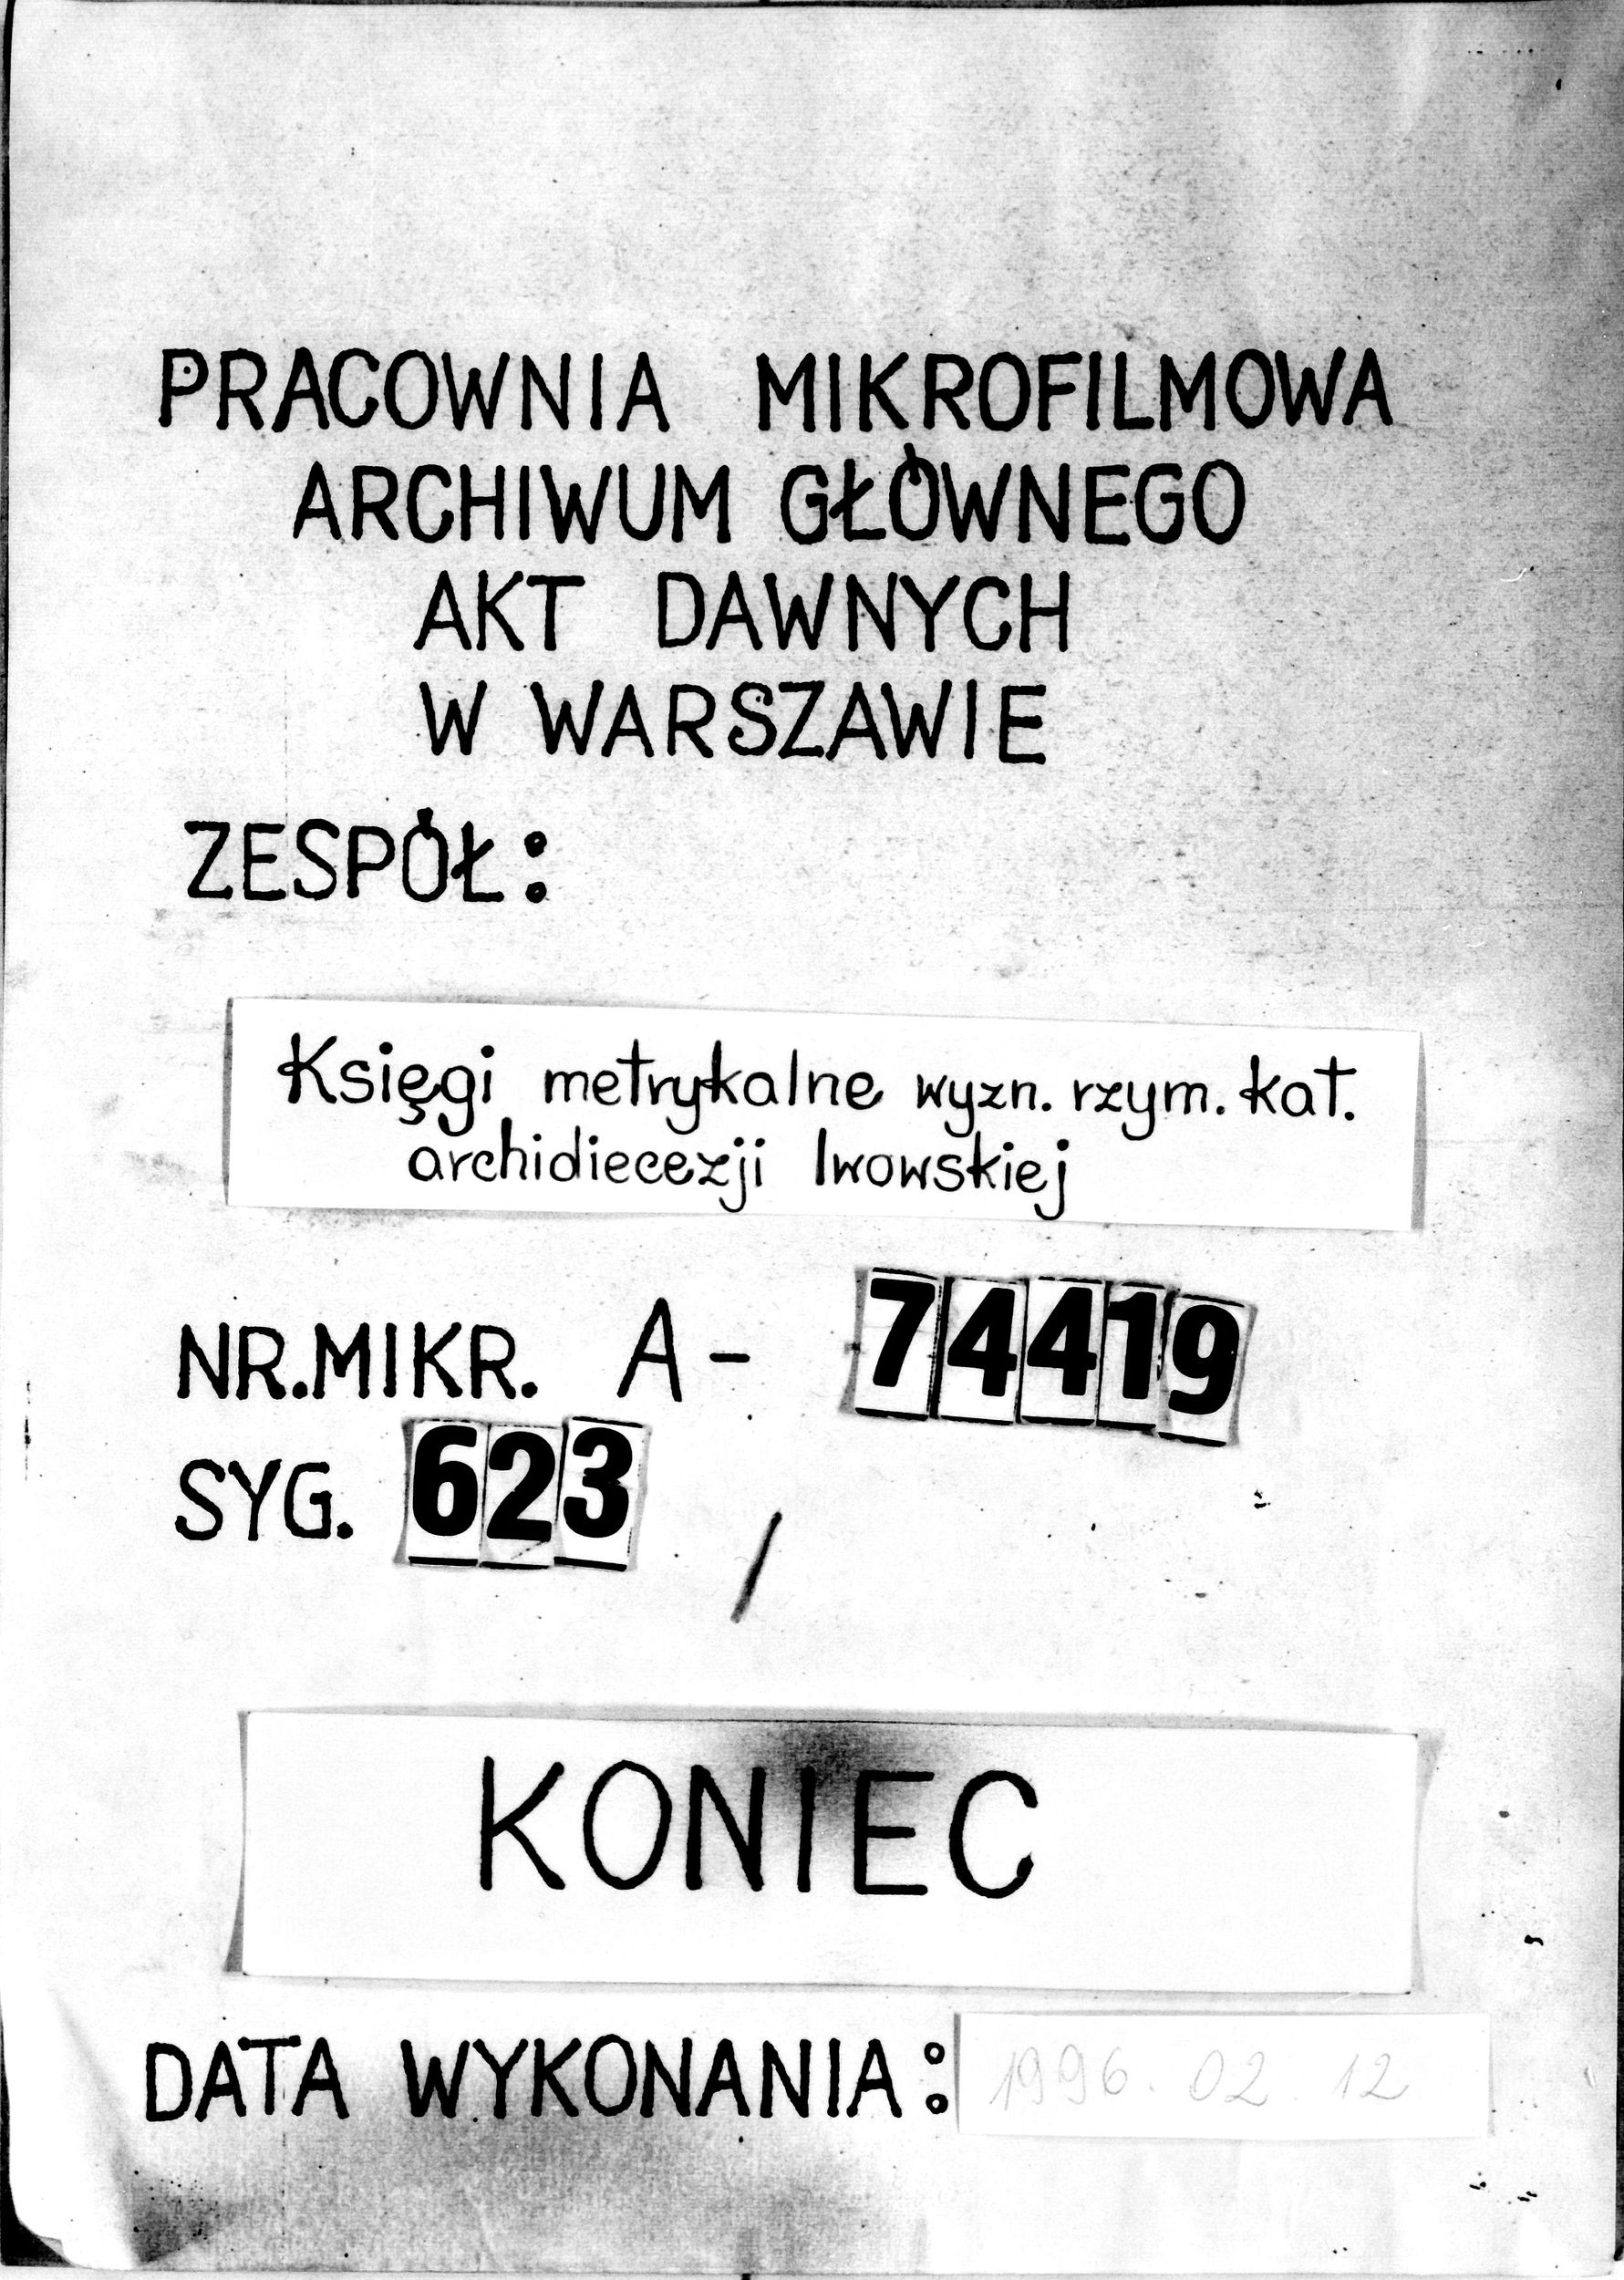 PRACOWNIA MIKROFILMOWA
ARCHIWUM GŁÓWNEGO
AKT DAWNYCH
W WARSZAWIE
ZESPÓŁ:
Księgi metrykalne wyzn. rzym. kat.
archidiecezji lwowskiej
NR.MIKR. A- 74419
SYG. 623 /
KONIEC
DATA WYKONANIA: 1996. 02. 12